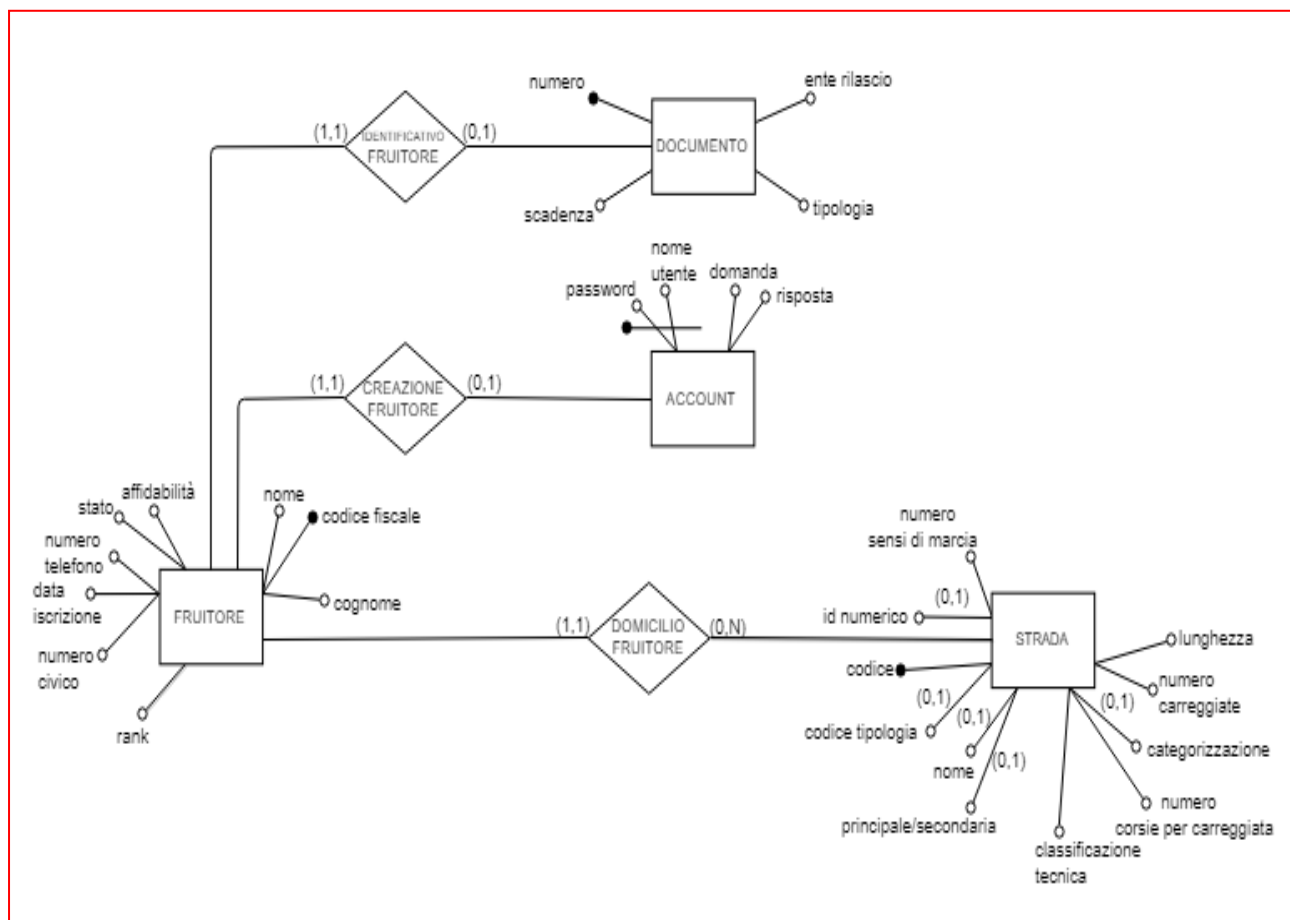 numero
ente rilascio
(1,1)
IDENTIFICATIVO
FRUITORE
(0,1)
DOCUMENTO
scadenza
tipologia
nome
utente
domanda
password
risposta
(1,1)
CREAZIONE
FRUITORE
(0,1)
ACCOUNT
affidabilità
nome
stato
codice fiscale
numero
telefono
data
iscrizione
FRUITORE
cognome
numero
civico
rank
(1,1)
DOMICILIO
FRUITORE
(0,N)
numero
sensi di marcia
(0,1)
id numerico
STRADA
lunghezza
codice
numero
carreggiate
(0,1)
codice tipologia
(0,1)
nome
(0,1)
principale/secondaria
(0,1)
categorizzazione
numero
corsie per carreggiata
classificazione
tecnica